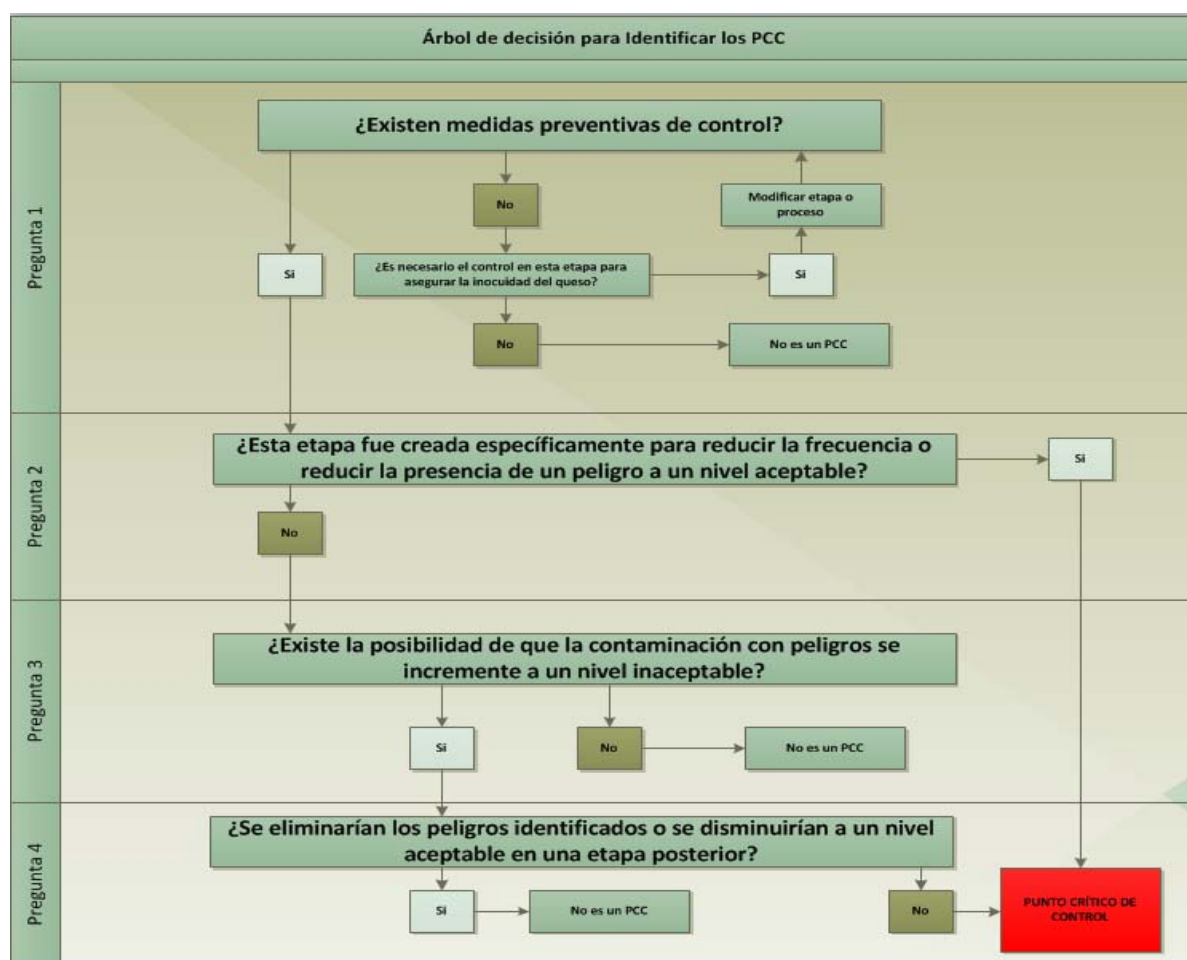 Árbol de decisión para Identificar los PCC
Pregunta 1
¿Existen medidas preventivas de control?
No
Modificar etapa o
proceso
Si
¿Es necesario el control en esta etapa para
asegurar la inocuidad del queso?
Si
No
No es un PCC
Pregunta 2
¿Esta etapa fue creada específicamente para reducir la frecuencia o
reducir la presencia de un peligro a un nivel aceptable?
Si
No
Pregunta 3
¿Existe la posibilidad de que la contaminación con peligros se
incremente a un nivel inaceptable?
Si
No
No es un PCC
Pregunta 4
¿Se eliminarían los peligros identificados o se disminuirían a un nivel
aceptable en una etapa posterior?
Si
No es un PCC
No
PUNTO CRÍTICO DE
CONTROL